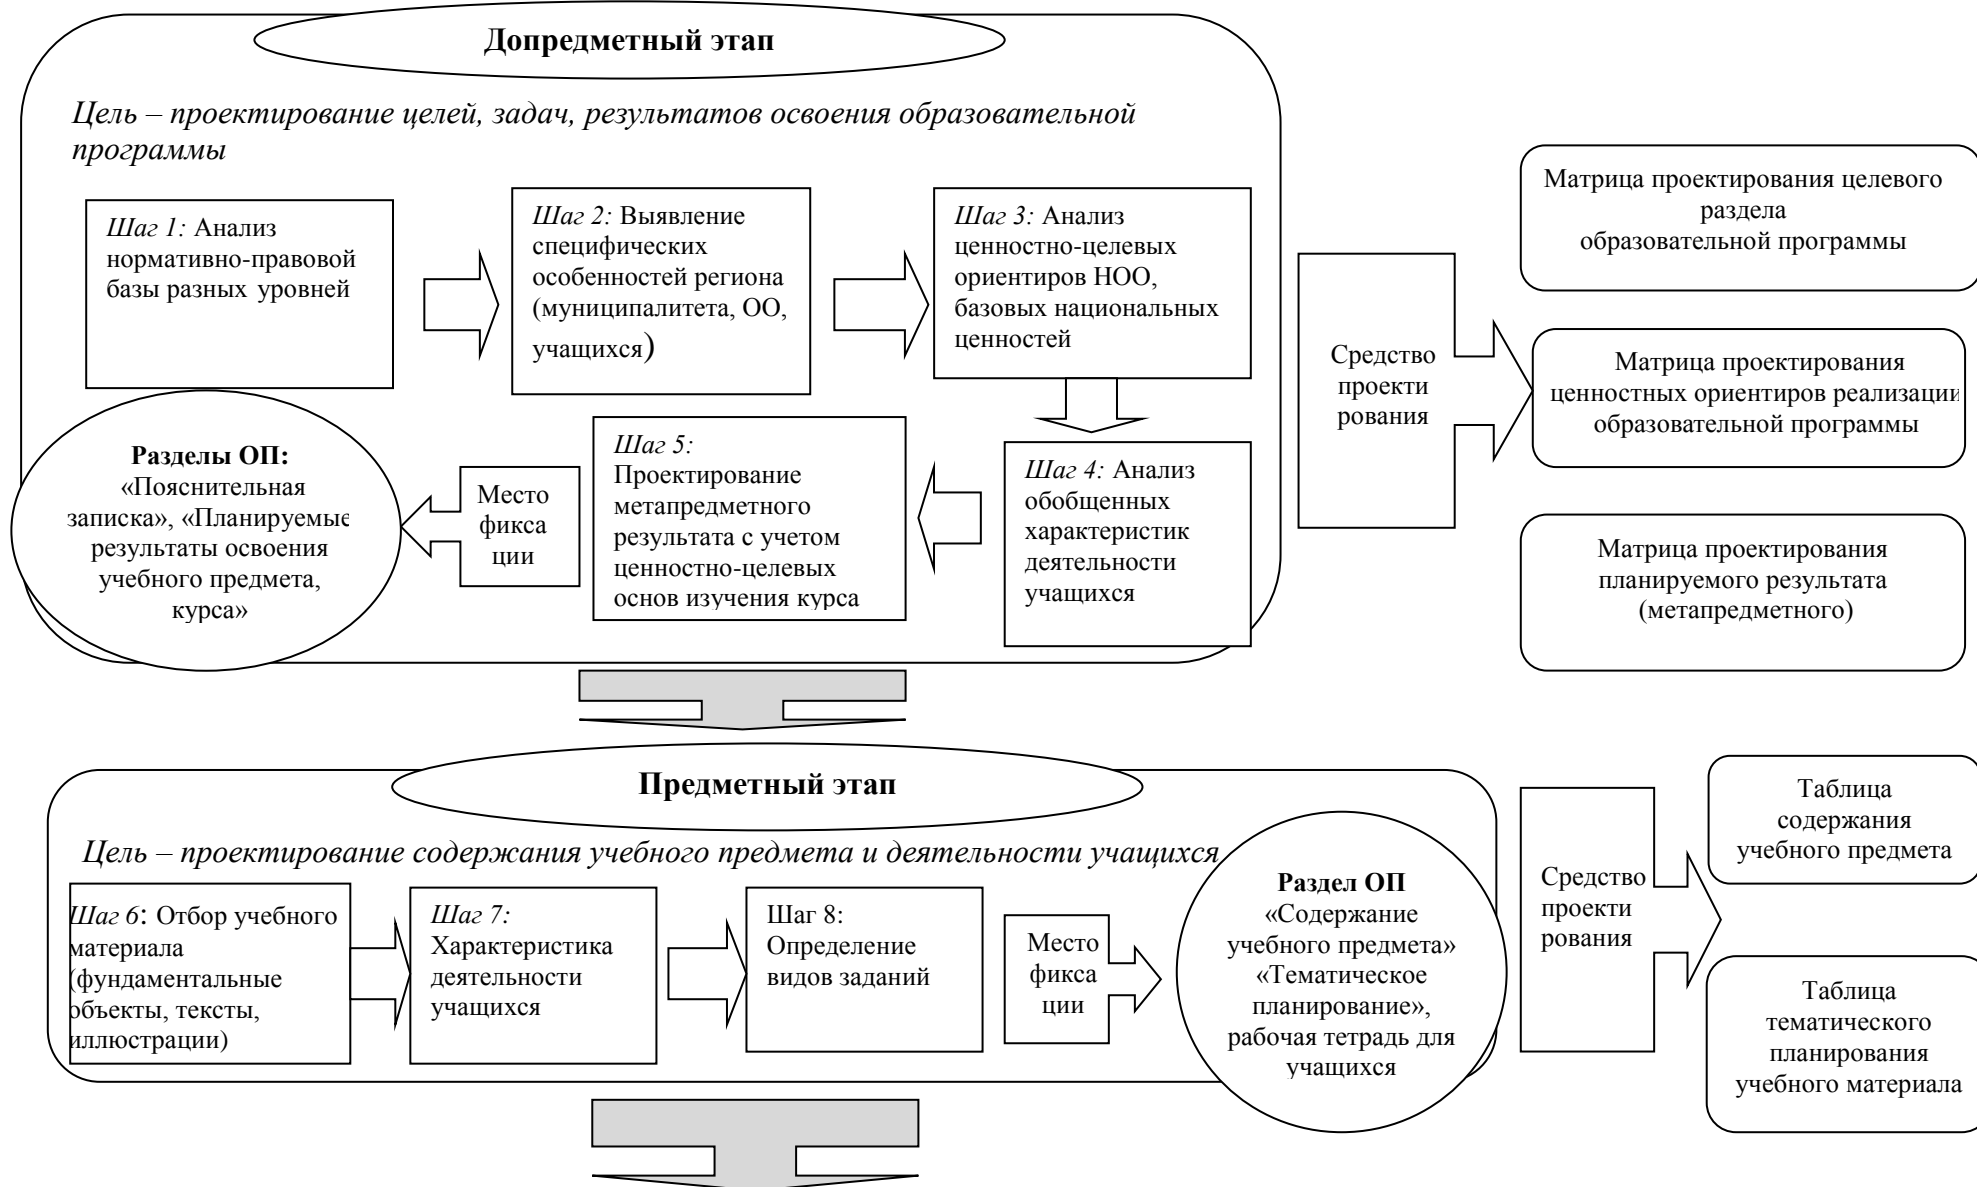 Допредметный этап
Цель – проектирование целей, задач, результатов освоения образовательной
программы
Шаг 1: Анализ
нормативно-правовой
базы разных уровней
Шаг 2: Выявление
специфических
особенностей региона
(муниципалитета, ОО,
учащихся)
Шаг 3: Анализ
ценностно-целевых
ориентиров НОО,
базовых национальных
ценностей
Шаг 4: Анализ
обобщенных
характеристик
деятельности
учащихся
Шаг 5:
Проектирование
метапредметного
результата с учетом
ценностно-целевых
основ изучения курса
Место
фикса
ции
Разделы ОП:
«Пояснительная
записка», «Планируемые
результаты освоения
учебного предмета,
курса»
Средство
проекти
рования
Матрица проектирования целевого
раздела
образовательной программы
Матрица проектирования
ценностных ориентиров реализации
образовательной программы
Матрица проектирования
планируемого результата
(метапредметного)
Предметный этап
Цель – проектирование содержания учебного предмета и деятельности учащихся
Шаг 6: Отбор учебного
материала
(фундаментальные
объекты, тексты,
иллюстрации)
Шаг 7:
Характеристика
деятельности
учащихся
Шаг 8:
Определение
видов заданий
Место
фикса
ции
Раздел ОП
«Содержание
учебного предмета»
«Тематическое
планирование»,
рабочая тетрадь для
учащихся
Средство
проекти
рования
Таблица
содержания
учебного предмета
Таблица
тематического
планирования
учебного материала